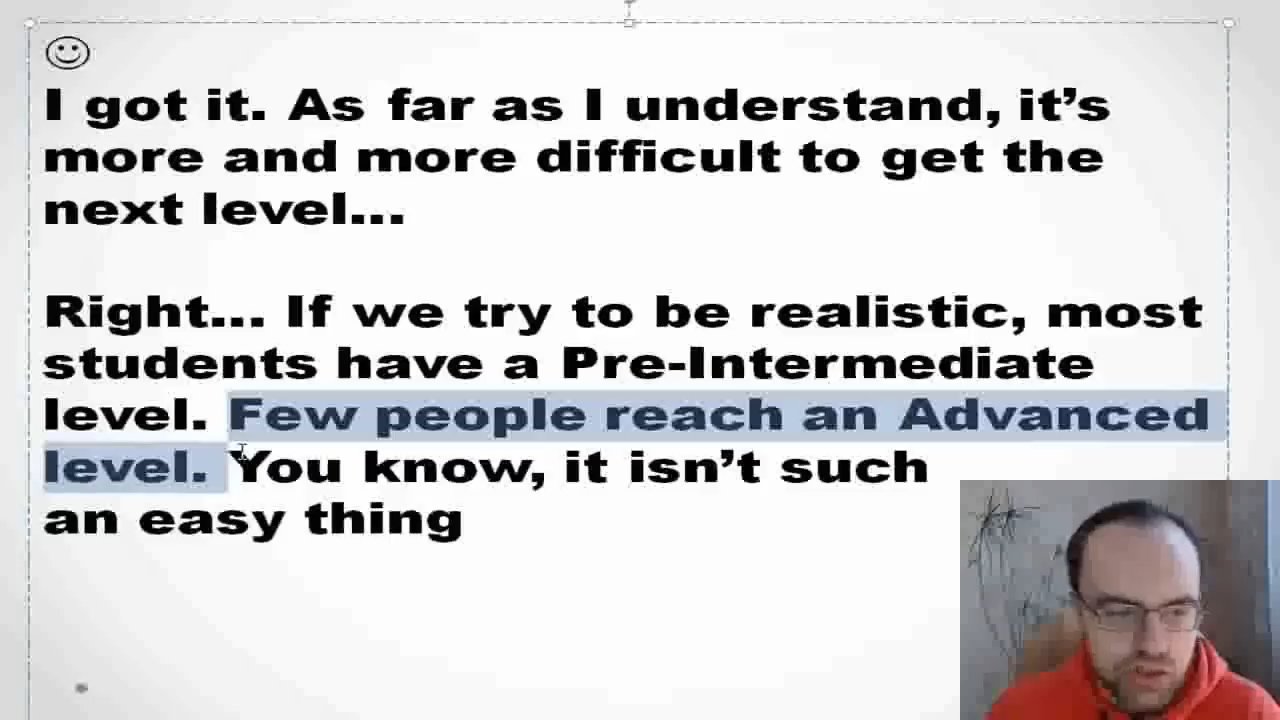 I got it. As far as I understand, it’s
more and more difficult to get the
next level...
Right... If we try to be realistic, most
students have a Pre-Intermediate
level. Few people reach an Advanced
level. You know, it isn’t such
an easy thing